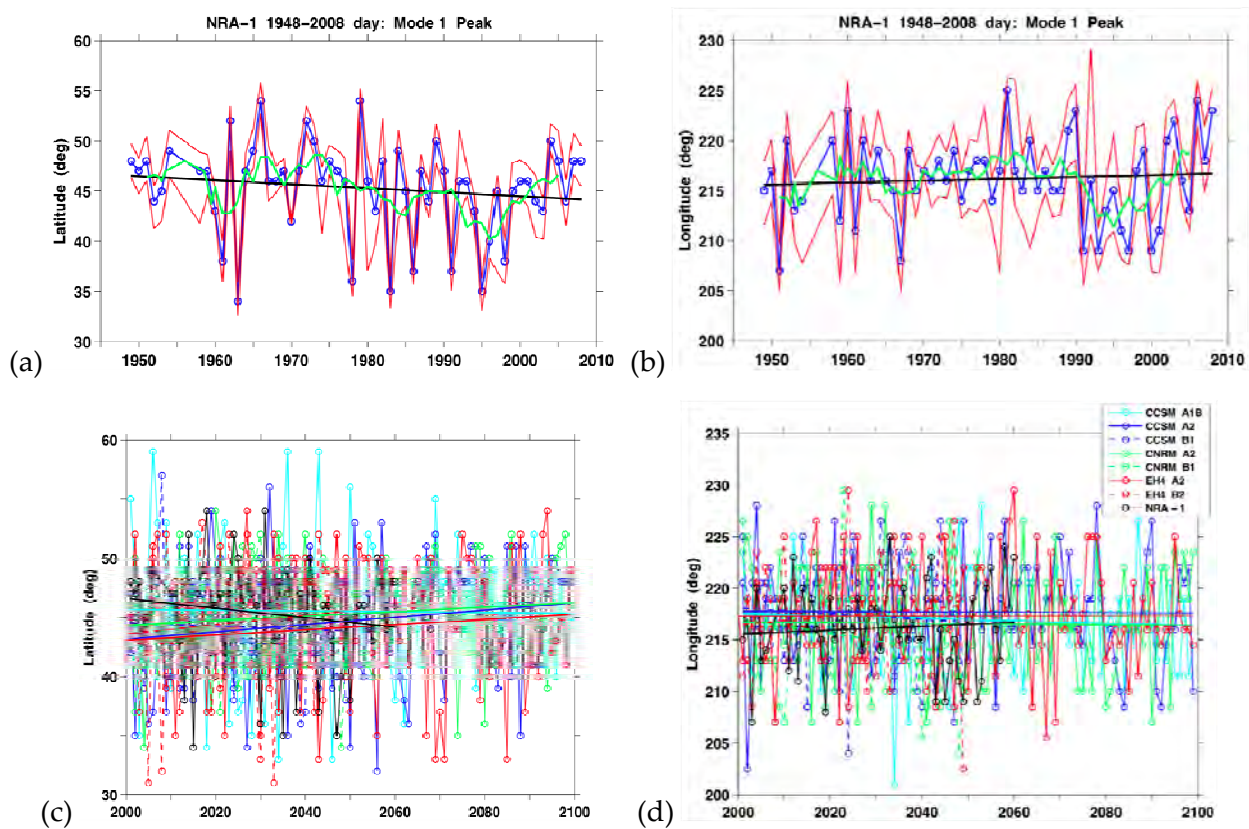 NRA-1 1948-2008 day: Mode 1 Peak
60
50
40
30
Latitude (deg)
1950 1960 1970 1980 1990 2000 2010
(a)
NRA-1 1948-2008 day: Mode 1 Peak
230
225
220
215
210
205
200
Longitude (deg)
1950 1960 1970 1980 1990 2000 2010
(b)
60
50
40
30
Latitude (deg)
2000 2020 2040 2060 2080 2100
(c)
CCSM A1B
CCSM A2
CCSM B1
CNRM A2
CNRM B1
EH4 A2
EH4 B2
NRA-1
235
230
225
220
215
210
205
200
Longitude (deg)
2000 2020 2040 2060 2080 2100
(d)